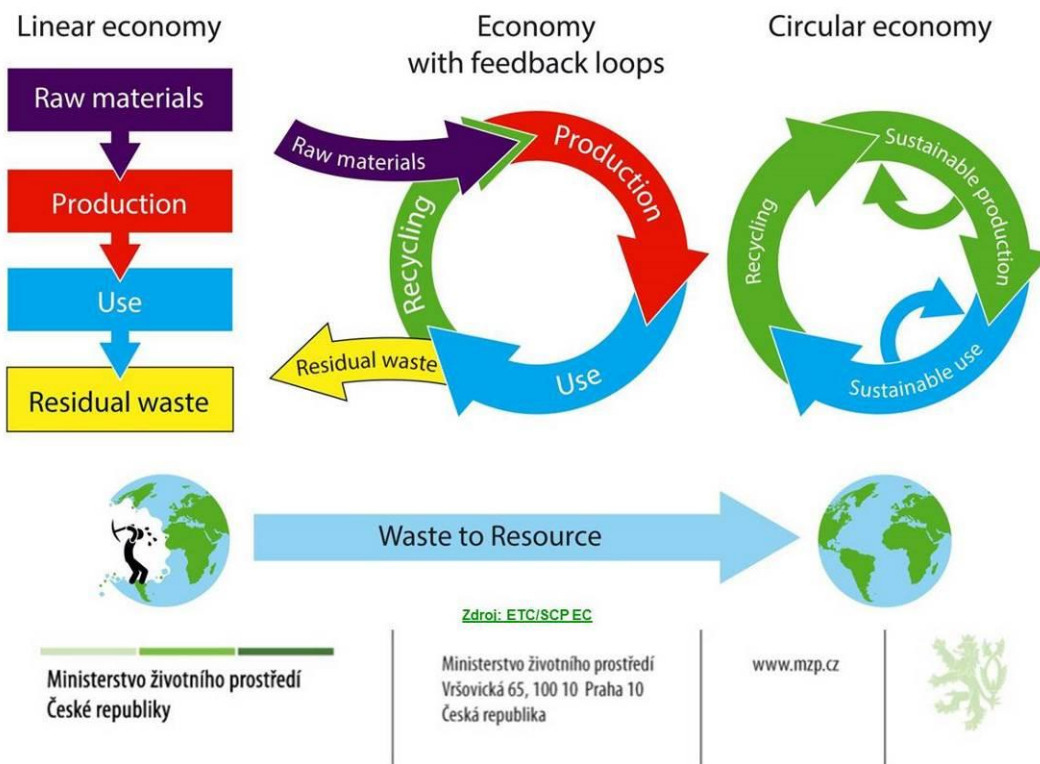 Linear economy
Raw materials
Production
Use
Residual waste
Economy
with feedback loops
Raw materials
Production
Recycling
Residual waste
Use
Circular economy
Sustainable production
Recycling
Sustainable use
Waste to Resource
Zdroj: ETC/SCP EC
Ministerstvo životního prostředí
České republiky
Ministerstvo životního prostředí
Vršovická 65, 100 10 Praha 10
Česká republika
www.mzp.cz